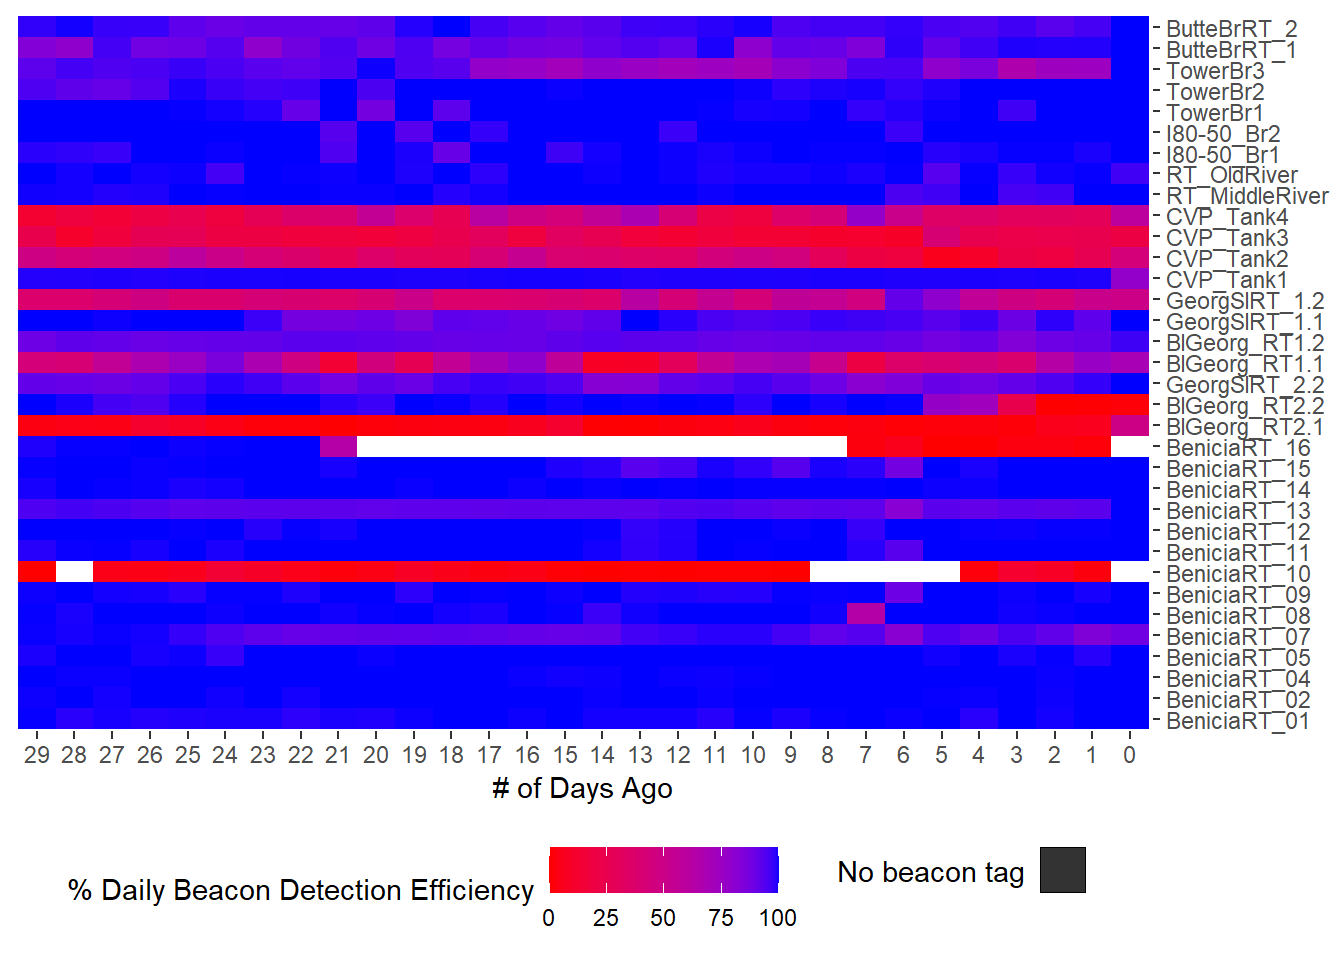 ButteBrRT_2
ButteBrRT_1
TowerBr3
TowerBr2
TowerBr1
I80-50_Br2
I80-50_Br1
RT_OldRiver
RT_MiddleRiver
CVP_Tank4
CVP_Tank3
CVP_Tank2
CVP_Tank1
GeorgSlRT_1.2
GeorgSlRT_1.1
BlGeorg_RT1.2
BlGeorg_RT1.1
GeorgSlRT_2.2
BlGeorg_RT2.2
BlGeorg_RT2.1
BeniciaRT_16
BeniciaRT_15
BeniciaRT_14
BeniciaRT_13
BeniciaRT_12
BeniciaRT_11
BeniciaRT_10
BeniciaRT_09
BeniciaRT_08
BeniciaRT_07
BeniciaRT_05
BeniciaRT_04
BeniciaRT_02
BeniciaRT_01
29 28 27 26 25 24 23 22 21 20 19 18 17 16 15 14 13 12 11 10 9 8 7 6 5 4 3 2 1 0
# of Days Ago
% Daily Beacon Detection Efficiency
0 25 50 75 100
No beacon tag